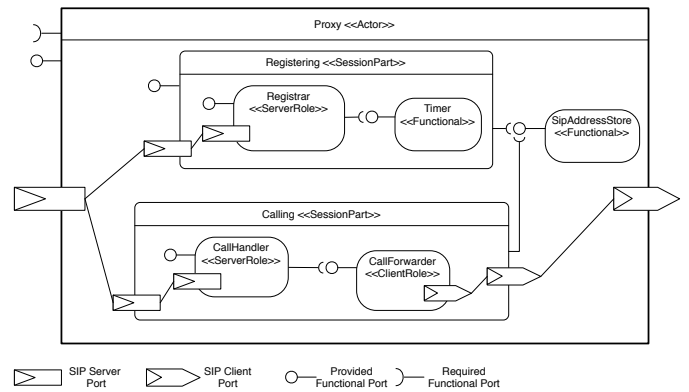 Proxy <<Actor>>
Registering <<SessionPart>>
Registrar
<<ServerRole>>
Timer
<<Functional>>
SipAddressStore
<<Functional>>
Calling <<SessionPart>>
CallHandler
<<ServerRole>>
CallForwarder
<<ClientRole>>
SIP Server
Port
SIP Client
Port
Provided
Functional Port
Required
Functional Port